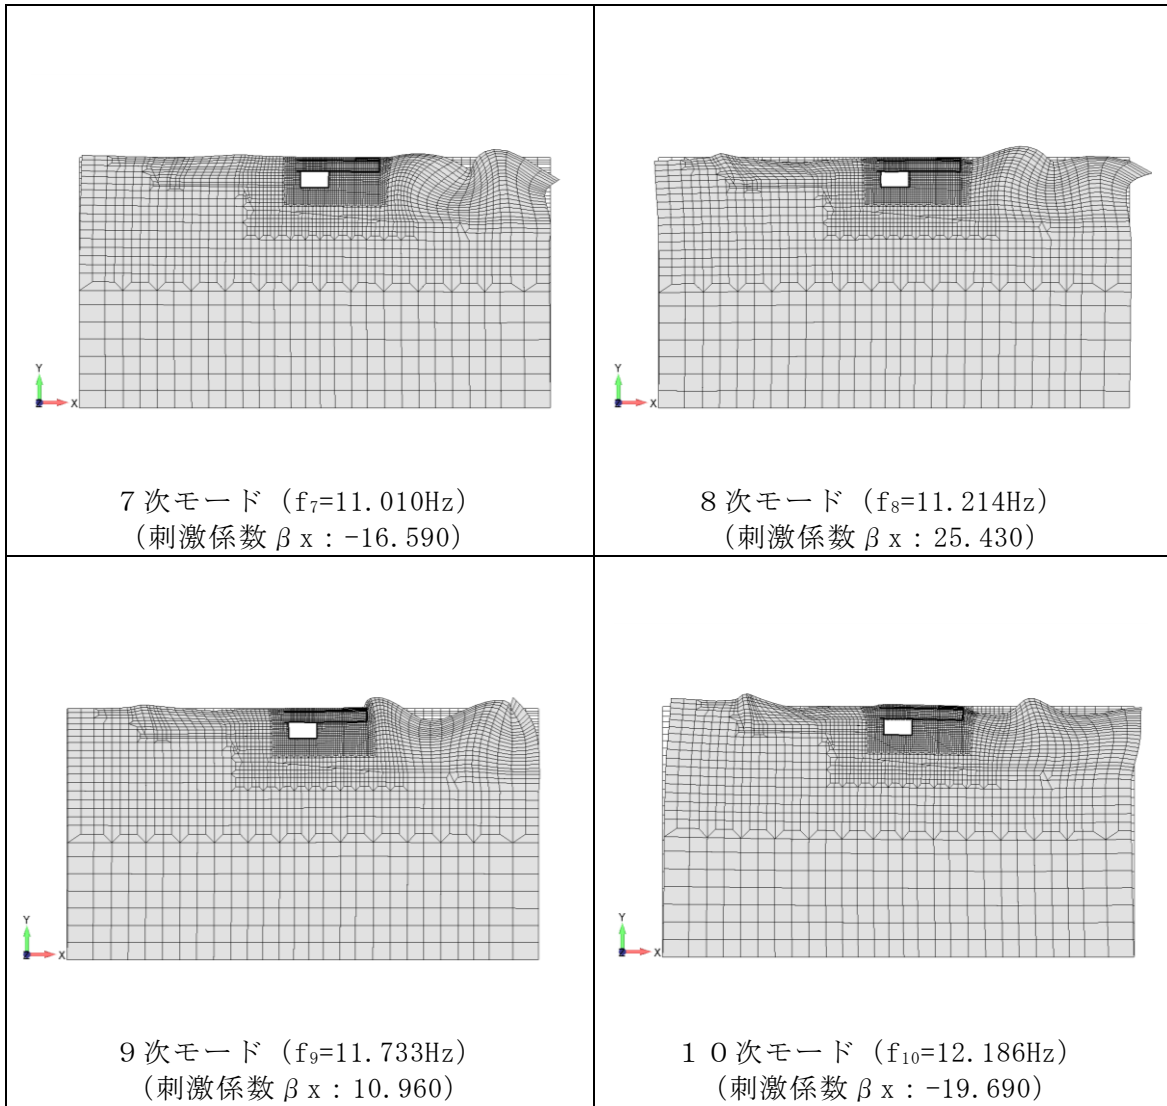 Y
X
7次モード (f₇=11.010Hz)
(刺激係数βx：-16.590)
Y
X
8次モード (f₈=11.214Hz)
(刺激係数βx：25.430)
Y
X
9次モード (f₉=11.733Hz)
(刺激係数βx：10.960)
Y
X
10次モード (f₁₀=12.186Hz)
(刺激係数βx：-19.690)